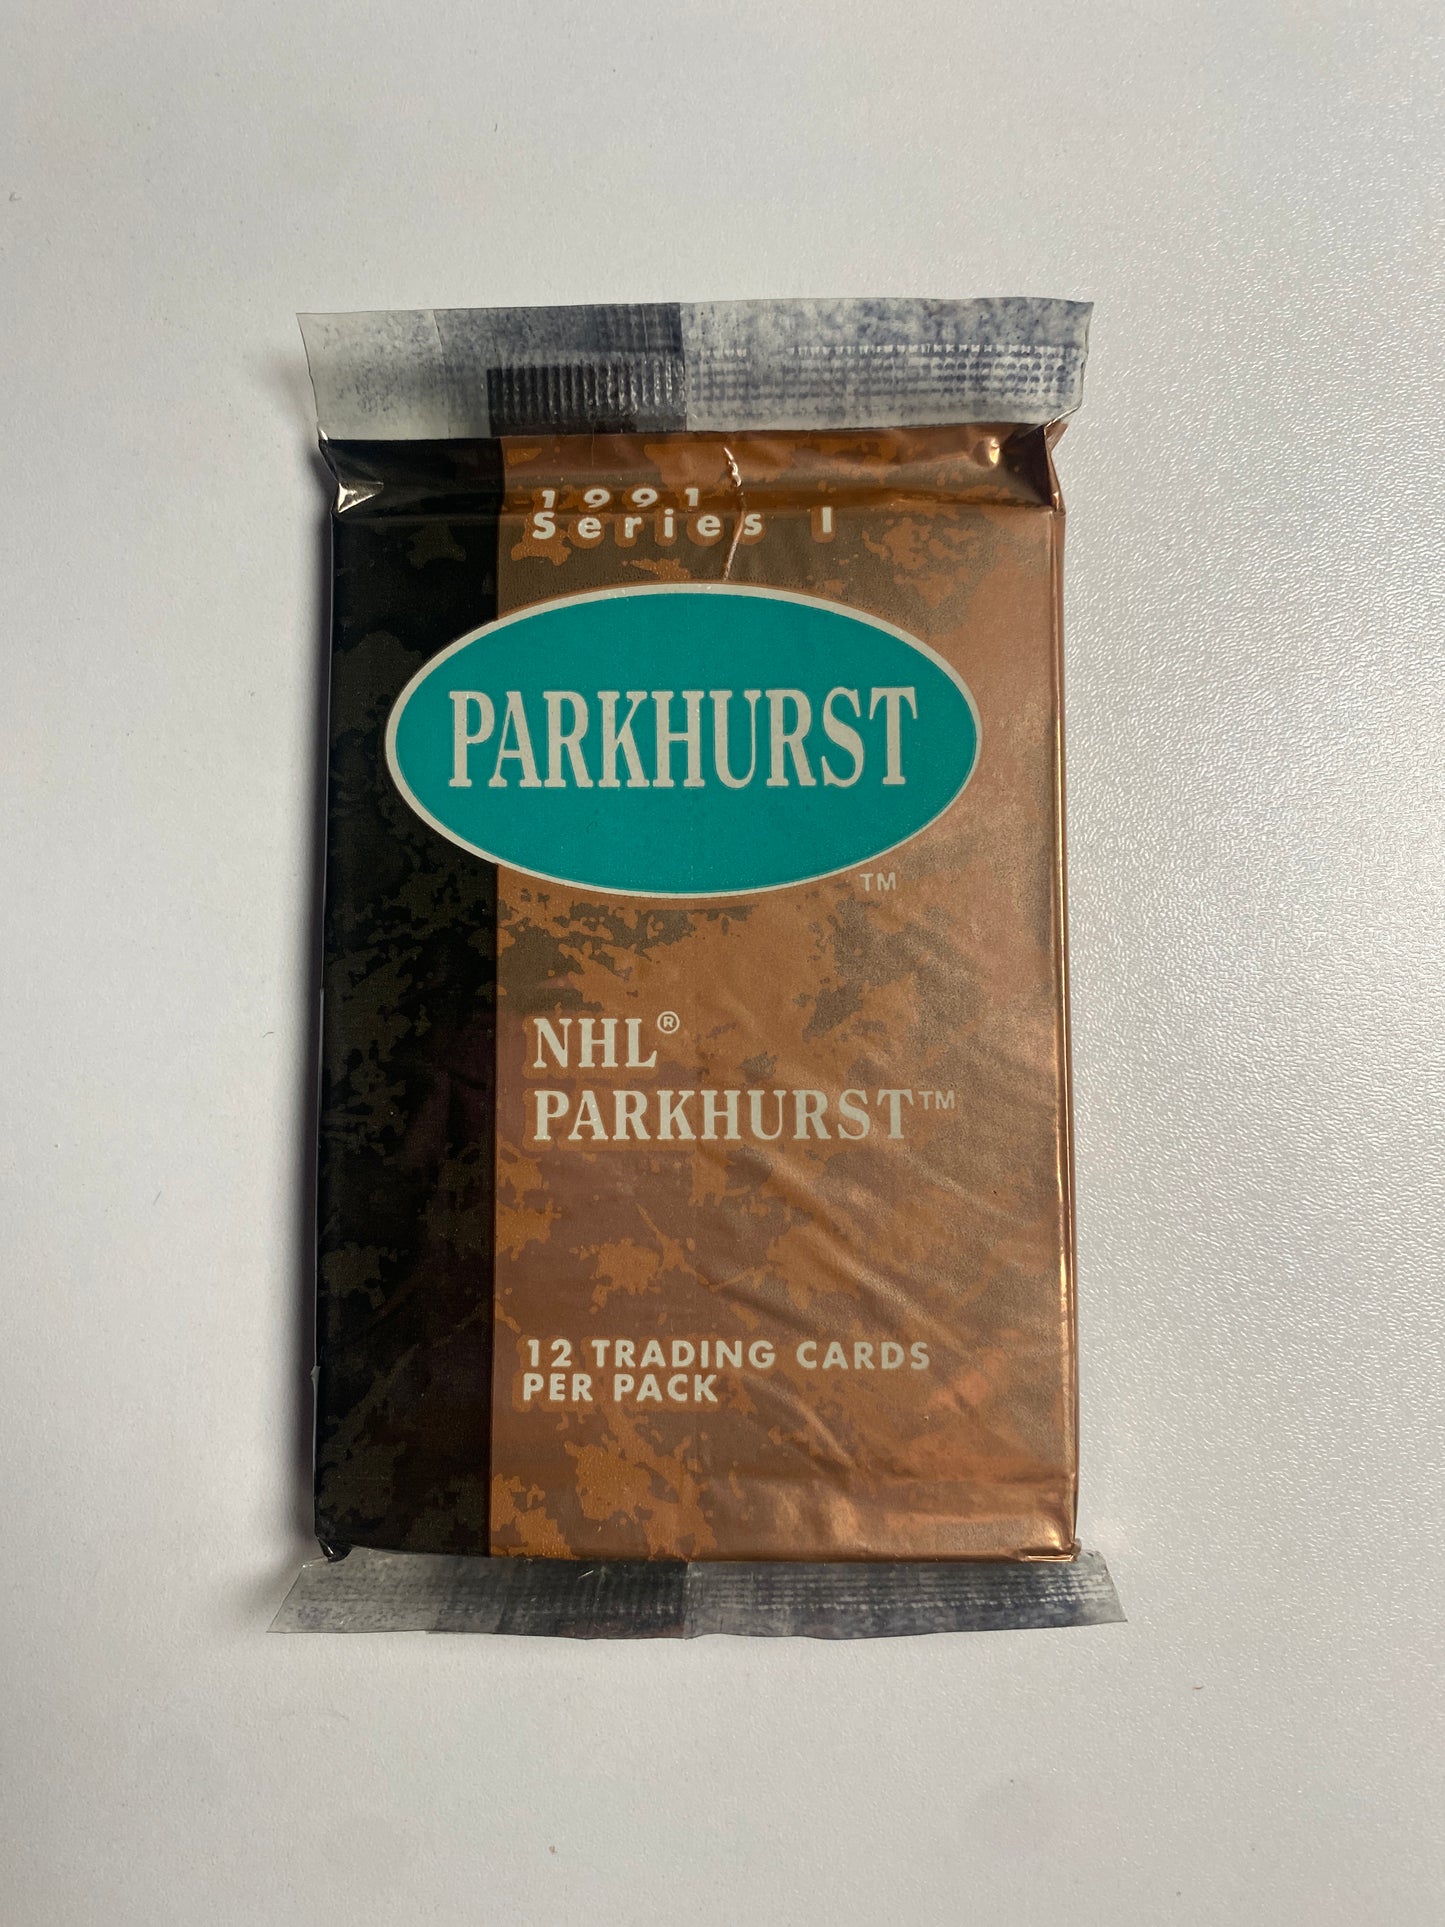 1991
Series I
PARKHURST
TM
NHL®
PARKHURST™
12 TRADING CARDS
PER PACK